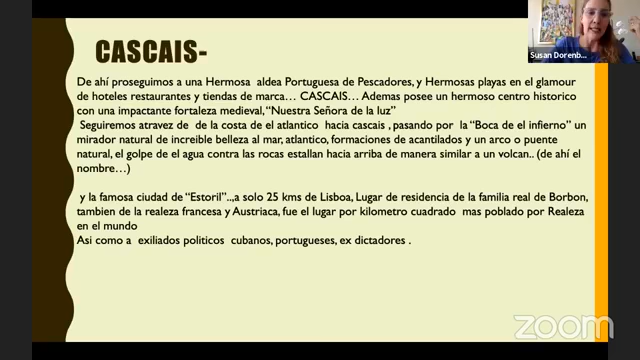 Susan Dorenb...
CASCAIS-
De ahí proseguimos a una Hermosa aldea Portuguesa de Pescadores, y Hermosas playas en el glamour
de hoteles restaurantes y tiendas de marca... CASCAIS... Ademas posee un hermoso centro historico
con una impactante fortaleza medieval, "Nuestra Señora de la luz"
Seguiremos atravez de de la costa de el atlantico hacia cascais , pasando por la "Boca de el infierno" un
mirador natural de increible belleza al mar, atlantico, formaciones de acantilados y un arco o puente
natural, el golpe de el agua contra las rocas estallan hacia arriba de manera similar a un volcan.. (de ahí el
nombre...)
y la famosa ciudad de "Estoril"..,a solo 25 kms de Lisboa, Lugar de residencia de la familia real de Borbon,
tambien de la realeza francesa y Austriaca, fue el lugar por kilometro cuadrado mas poblado por Realeza
en el mundo
Asi como a exiliados politicos cubanos, portugueses, ex dictadores .
zoom